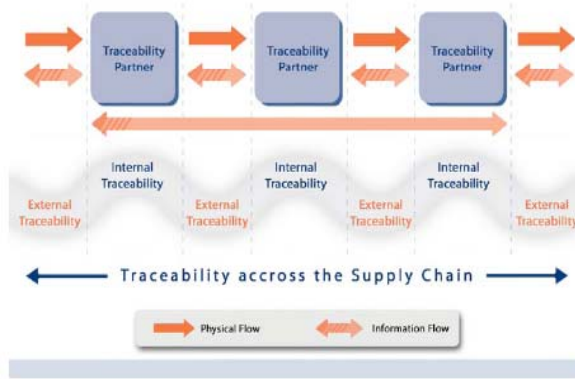 Traceability
Partner
Traceability
Partner
Traceability
Partner
Internal
Traceability
Internal
Traceability
Internal
Traceability
External
Traceability
External
Traceability
External
Traceability
External
Traceability
Traceability accross the Supply Chain
Physical Flow
Information Flow